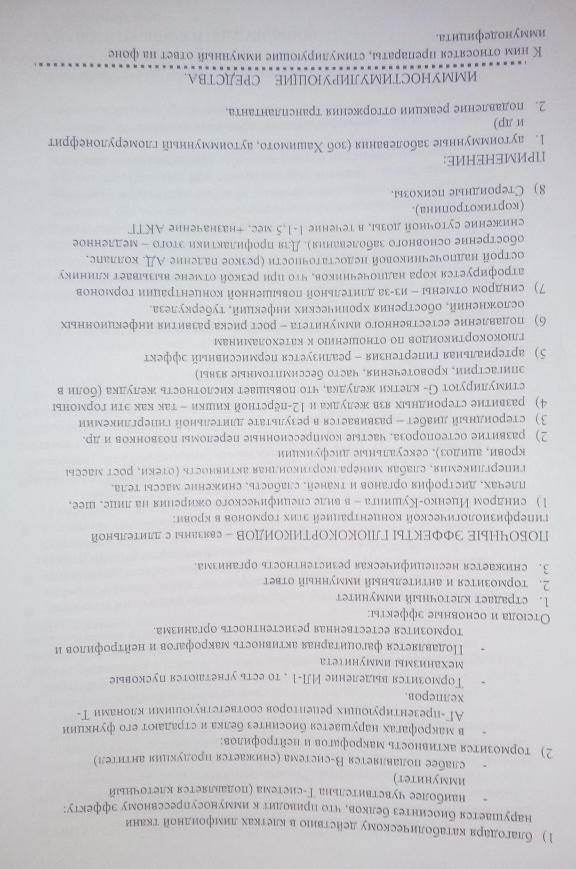 1) благодаря катаболическому действию в клетках лимфоидной ткани
нарушается биосинтез белков, что приводит к иммуносупрессному эффекту:
- наиболее чувствительна Т-система (подавляется клеточный
иммунитет)
- слабее подавляется В-система (снижается продукция антител)
2) тормозится активность макрофагов и нейтрофилов:
- в макрофагах нарушается биосинтез белка и страдают его функции
АГ-презентирующих рецепторов соответствующими клонами Т-
хелперов.
- Тормозится выделение ИЛ-1 , то есть угнетаются пусковые
механизмы иммунитета
- Подавляется фагоцитарная активность макрофагов и нейтрофилов и
тормозится естественная резистентность организма.
Отсюда и основные эффекты:
1. страдает клеточный иммунитет
2. тормозится и антительный иммунный ответ
3. снижается неспецифическая резистентность организма.
ПОБОЧНЫЕ ЭФФЕКТЫ ГЛЮКОКОРТИКОИДОВ – связаны с длительной
гиперфизиологической концентрацией этих гормонов в крови:
1) синдром Иценко-Кушинга – в виде специфического ожирения на лице, шее,
плечах, дистрофия органов и тканей, слабость, снижение массы тела,
гипергликемия, слабая минералкортикоидная активность (отеки, рост массы
крови, ацидоз), сексуальные дисфункции
2) развитие остеопороза, частые компрессионные переломы позвонков и др.
3) стероидный диабет – развивается в результате длительной гипергликемии
4) развитие стероидных язв желудка и 12-пёрстной кишки – так как эти гормоны
стимулируют G- клетки желудка, что повышает кислотность желудка (боли в
эпигастрии, кровотечения, часто бессимптомные язвы)
5) артериальная гипертензия – реализуется пермиссивный эффект
глюкокортикоидов по отношении к катехоламинам
6) подавление естественного иммунитета – рост риска развития инфекционных
осложнений, обострения хронических инфекций, туберкулеза.
7) синдром отмены – из-за длительной повышенной концентрации гормонов
атрофируется кора надпочечников, что при резкой отмене вызывает клинику
острой надпочечниковой недостаточности (резкое падение АД, коллапс,
обострение основного заболевания). Для профилактики этого – медленное
снижение суточной дозы, в течение 1-1,5 мес. +назначение АКТГ
(кортикотропина).
8) Стероидные психозы.
ПРИМЕНЕНИЕ:
1. аутоиммунные заболевания (зоб Хашимото, аутоиммунный гломерулонефрит
и др)
2. подавление реакции отторжения трансплантанта.
ИММУНОСТИМУЛИРУЮЩИЕ СРЕДСТВА.
К ним относятся препараты, стимулирующие иммунный ответ на фоне
иммунодефицита.